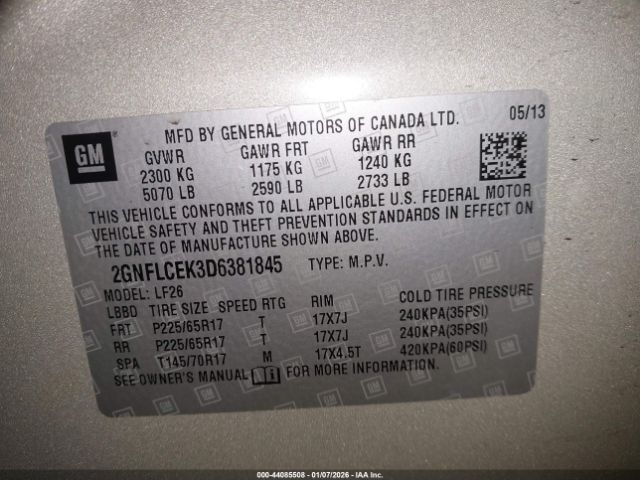 05/13
GM
MFD BY GENERAL MOTORS OF CANADA LTD.
GVWR GAWR FRT GAWR RR
2300 KG 1175 KG 1240 KG
5070 LB 2590 LB 2733 LB
THIS VEHICLE CONFORMS TO ALL APPLICABLE U.S. FEDERAL MOTOR
VEHICLE SAFETY AND THEFT PREVENTION STANDARDS IN EFFECT ON
THE DATE OF MANUFACTURE SHOWN ABOVE.
2GNFLCEK3D6381845 TYPE: M.P.V.
MODEL: LF26
LBBD TIRE SIZE SPEED RTG RIM COLD TIRE PRESSURE
FRT P225/65R17 T 17X7J 240KPA(35PSI)
RR P225/65R17 T 17X7J 240KPA(35PSI)
SPA T145/70R17 M 17X4.5T 420KPA(60PSI)
SEE OWNER'S MANUAL FOR MORE INFORMATION.
000-44085508 - 01/07/2026 - IAA Inc.